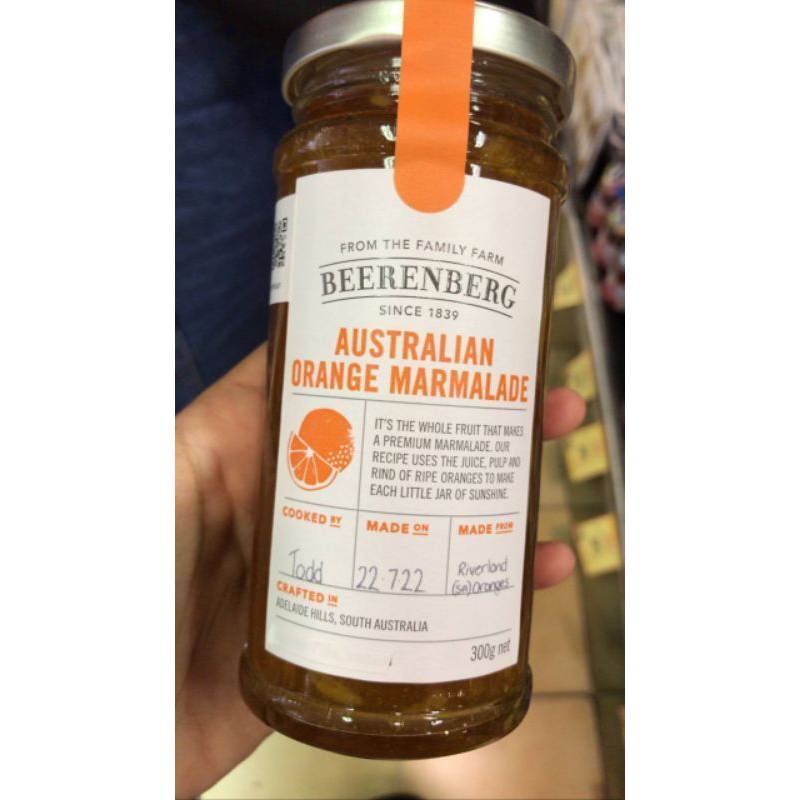 FROM THE FAMILY FARM
BEERENBERG
SINCE 1839
AUSTRALIAN
ORANGE MARMALADE
IT'S THE WHOLE FRUIT THAT MAKES
A PREMIUM MARMALADE. OUR
RECIPE USES THE JUICE, PULP AND
RIND OF RIPE ORANGES TO MAKE
EACH LITTLE JAR OF SUNSHINE.
COOKED BY
Todd
MADE ON
22.7.22
MADE FROM
Riverland
(SA) Oranges
CRAFTED IN
ADELAIDE HILLS, SOUTH AUSTRALIA
300g net